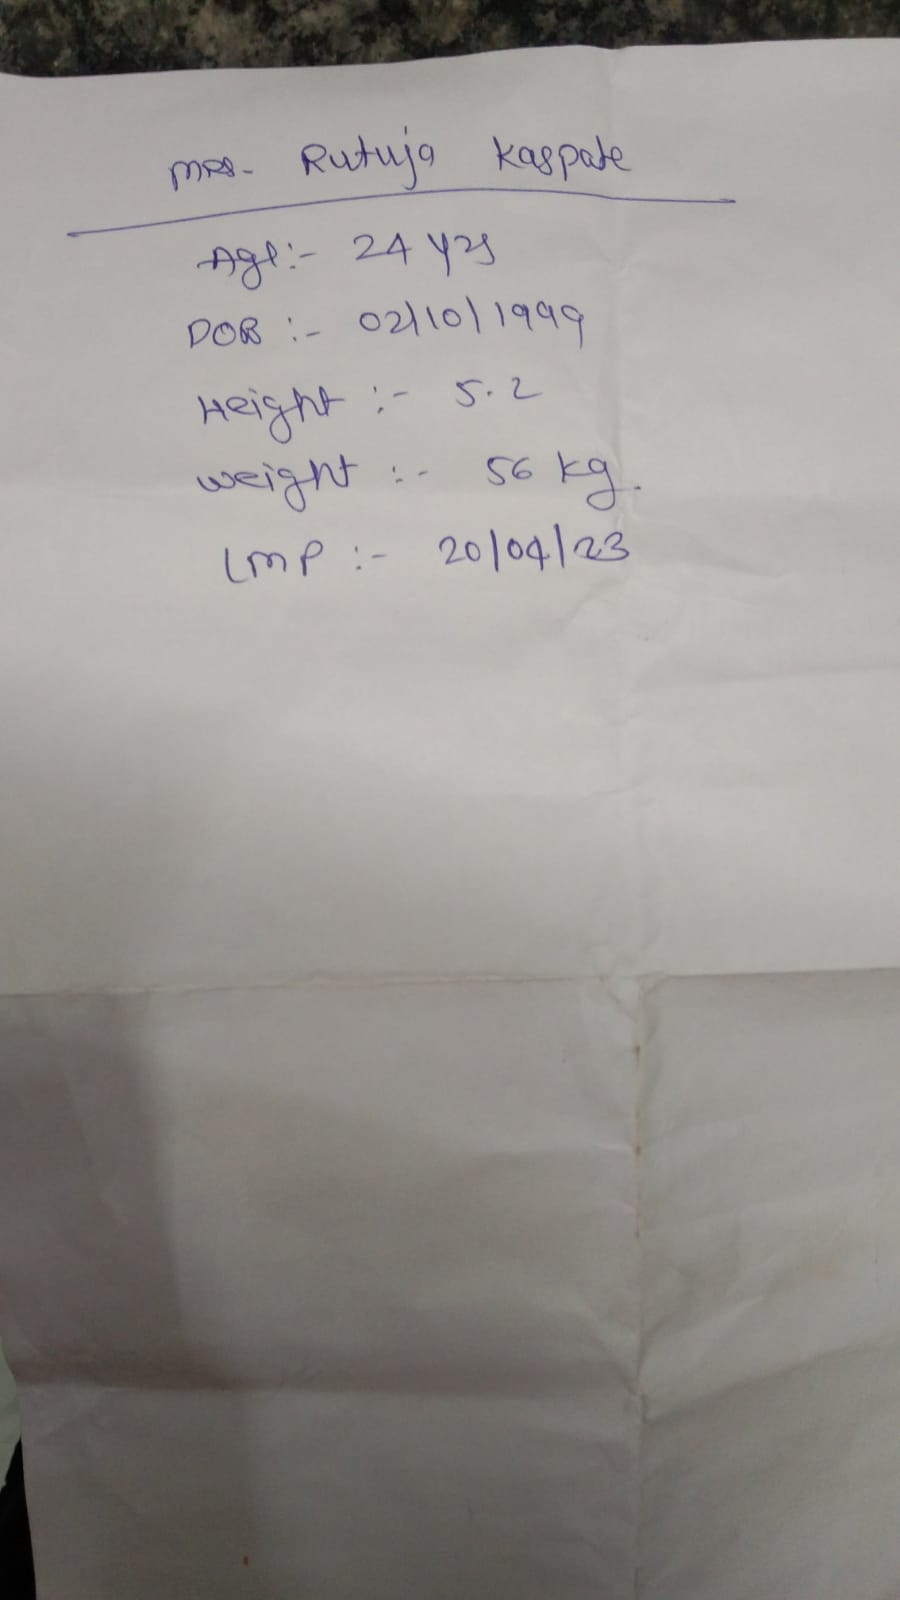 MRS- Rutuja Kaspate
Age:- 24 yrs
DOB :- 02/10/1999
Height :- 5.2
weight :- 56 kg.
LMP :- 20/04/23